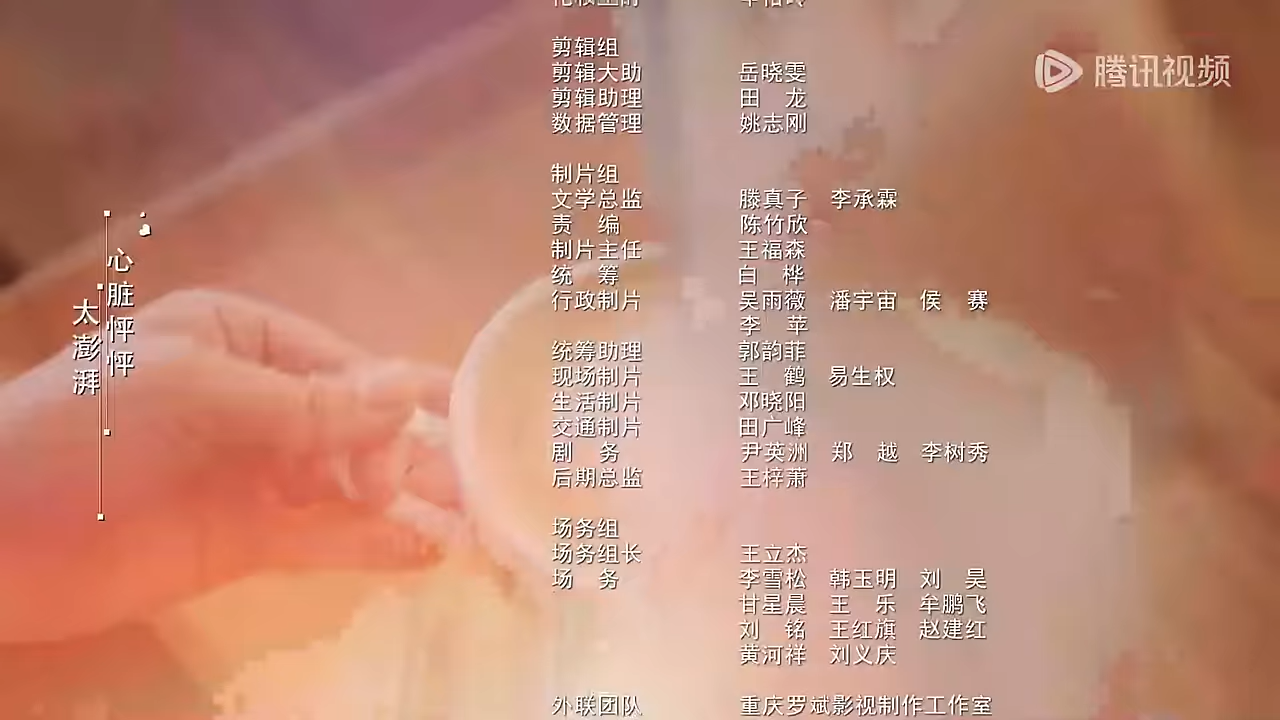 腾讯视频
心脏怦怦
太澎湃
剪辑组
剪辑大助 岳晓雯
剪辑助理 田 龙
数据管理 姚志刚
制片组
文学总监 滕真子 李承霖
责 编 陈竹欣
制片主任 王福森
统 筹 白 桦
行政制片 吴雨薇 潘宇宙 侯 赛
李 苹
统筹助理 郭韵菲
现场制片 王 鹤 易生权
生活制片 邓晓阳
交通制片 田广峰
剧 务 尹英洲 郑 越 李树秀
后期总监 王梓萧
场务组
场务组长 王立杰
场 务 李雪松 韩玉明 刘 昊
甘星晨 王 乐 牟鹏飞
刘 铭 王红旗 赵建红
黄河祥 刘义庆
外联团队 重庆罗斌影视制作工作室